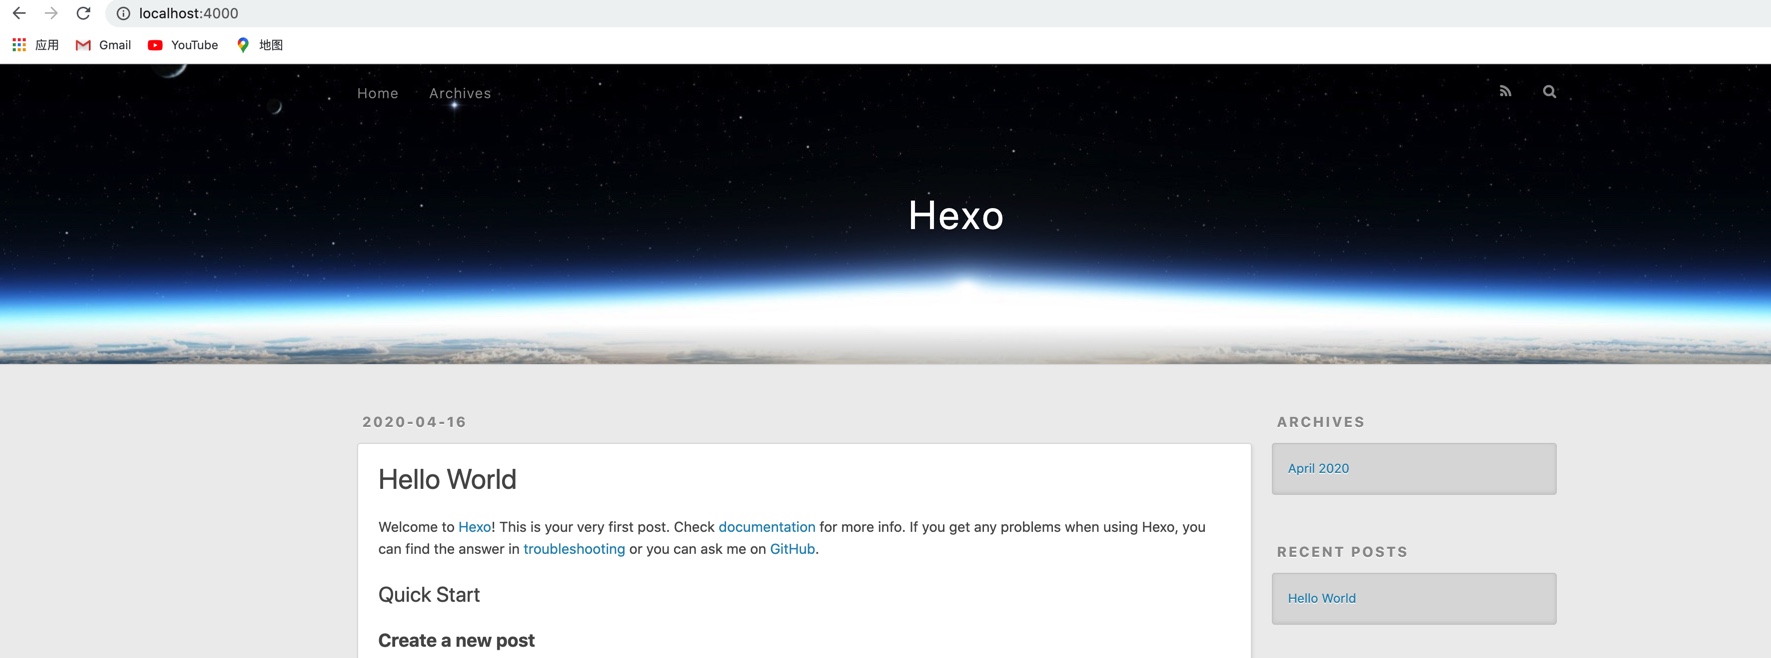 localhost:4000
应用 Gmail YouTube 地图
Home Archives
Hexo
2020-04-16
Hello World
Welcome to Hexo! This is your very first post. Check documentation for more info. If you get any problems when using Hexo, you
can find the answer in troubleshooting or you can ask me on GitHub.
Quick Start
Create a new post
ARCHIVES
April 2020
RECENT POSTS
Hello World